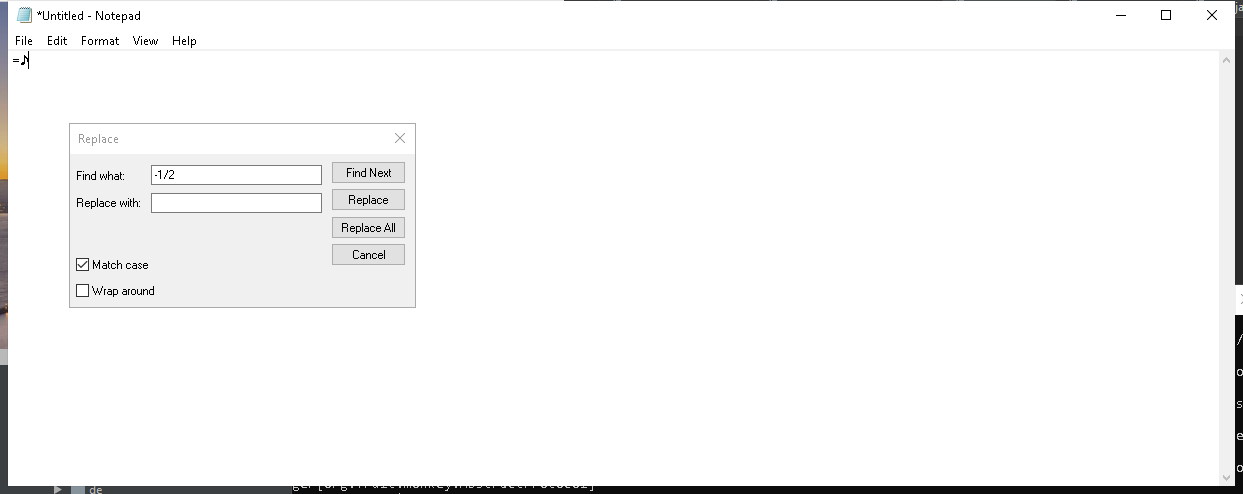 *Untitled - Notepad
File Edit Format View Help
=♪
Replace
Find what: -1/2 Find Next
Replace with: Replace
Replace All
Match case Cancel
Wrap around
de